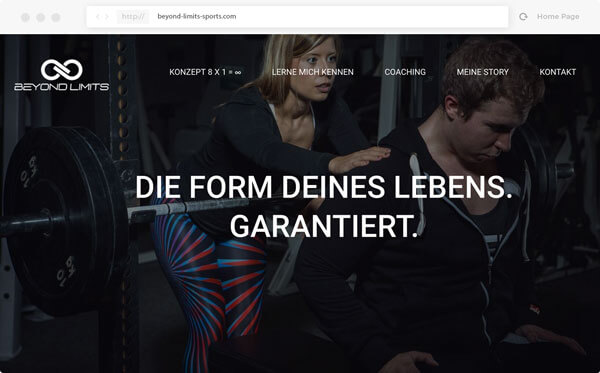 http://
beyond-limits-sports.com
Home Page
BEYOND LIMITS
KONZEPT 8 X 1 = ∞
LERNE MICH KENNEN
COACHING
MEINE STORY
KONTAKT
DIE FORM DEINES LEBENS.
GARANTIERT.